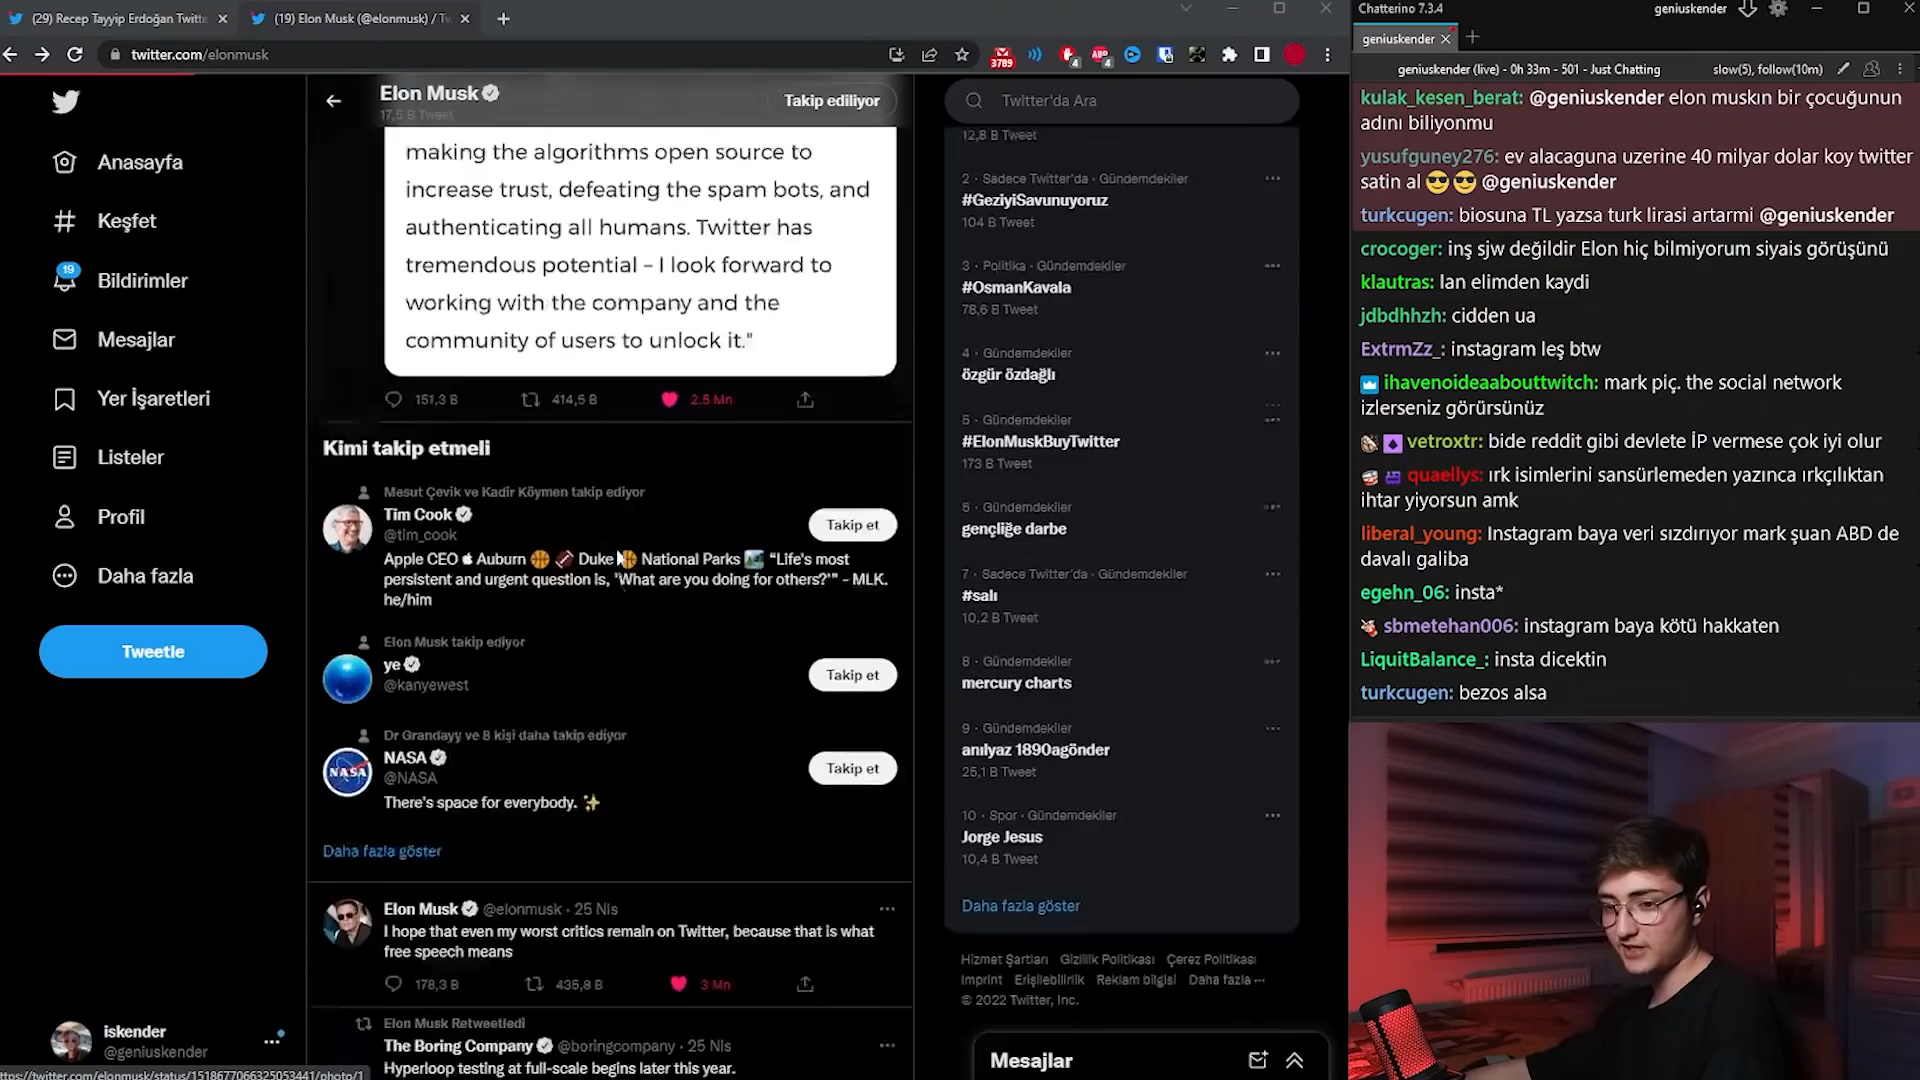 (29) Recep Tayyip Erdoğan Twitte
(19) Elon Musk (@elonmusk) / Tw
twitter.com/elonmusk
3789
ABP
4
4
Anasayfa
Keşfet
19
Bildirimler
Mesajlar
Yer İşaretleri
Listeler
Profil
Daha fazla
Tweetle
iskender
@geniuskender
ttps://twitter.com/elonmusk/status/1518677066325053441/photo/1
Elon Musk
17,5 B Tweet
Takip ediliyor
making the algorithms open source to
increase trust, defeating the spam bots, and
authenticating all humans. Twitter has
tremendous potential – I look forward to
working with the company and the
community of users to unlock it."
151,3 B
414,5 B
2.5 Mn
Kimi takip etmeli
Mesut Çevik ve Kadir Köymen takip ediyor
Tim Cook
@tim_cook
Takip et
Apple CEO Auburn 🏀 🏈 Duke 🏀 National Parks 🏞 "Life's most
persistent and urgent question is, 'What are you doing for others?'" - MLK.
he/him
Elon Musk takip ediyor
ye
@kanyewest
Takip et
Dr Grandayy ve 8 kişi daha takip ediyor
NASA
NASA
@NASA
Takip et
There's space for everybody. ✨
Daha fazla göster
Elon Musk @elonmusk · 25 Nis
I hope that even my worst critics remain on Twitter, because that is what
free speech means
178,3 B
435,8 B
3 Mn
Elon Musk Retweetledi
The Boring Company @boringcompany · 25 Nis
Hyperloop testing at full-scale begins later this year.
Twitter'da Ara
12,8 B Tweet
2 · Sadece Twitter'da · Gündemdekiler
#GeziyiSavunuyoruz
104 B Tweet
3 · Politika · Gündemdekiler
#OsmanKavala
78,6 B Tweet
4 · Gündemdekiler
özgür özdağlı
5 · Gündemdekiler
#ElonMuskBuyTwitter
173 B Tweet
6 · Gündemdekiler
gençliğe darbe
7 · Sadece Twitter'da · Gündemdekiler
#salı
10,2 B Tweet
8 · Gündemdekiler
mercury charts
9 · Gündemdekiler
anılyaz 1890agönder
25,1 B Tweet
10 · Spor · Gündemdekiler
Jorge Jesus
10,4 B Tweet
Daha fazla göster
Hizmet Şartları Gizlilik Politikası Çerez Politikası
Imprint Erişilebilirlik Reklam bilgisi Daha fazla ···
© 2022 Twitter, Inc.
Mesajlar
Chatterino 7.3.4
geniuskender
geniuskender
geniuskender (live) - 0h 33m - 501 - Just Chatting
slow(5), follow(10m)
kulak_kesen_berat: @geniuskender elon muskın bir çocuğunun
adını biliyonmu
yusufguney276: ev alacaguna uzerine 40 milyar dolar koy twitter
satin al 😎 😎 @geniuskender
turkcugen: biosuna TL yazsa turk lirasi artarmi @geniuskender
crocoger: inş sjw değildir Elon hiç bilmiyorum siyais görüşünü
klautras: lan elimden kaydi
jdbdhhzh: cidden ua
ExtrmZz_: instagram leş btw
ihavenoideaabouttwitch: mark piç. the social network
izlerseniz görürsünüz
vetroxtr: bide reddit gibi devlete İP vermese çok iyi olur
quaellys: ırk isimlerini sansürlemeden yazınca ırkçılıktan
ihtar yiyorsun amk
liberal_young: Instagram baya veri sızdırıyor mark şuan ABD de
davalı galiba
egehn_06: insta*
sbmetehan006: instagram baya kötü hakkaten
LiquitBalance_: insta dicektin
turkcugen: bezos alsa